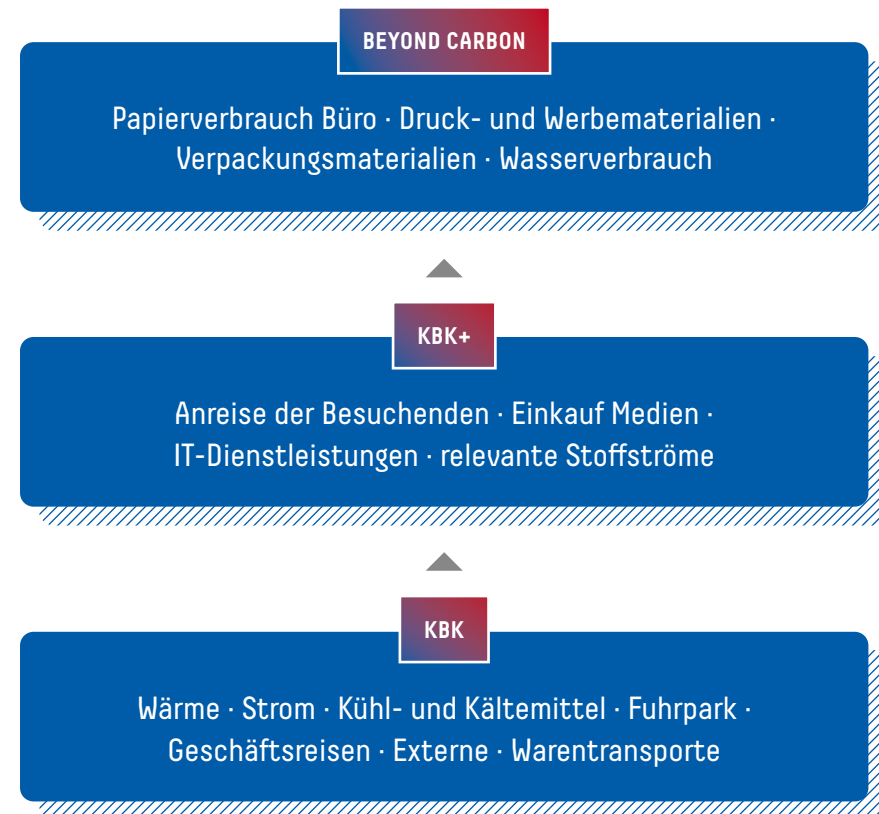 BEYOND CARBON
Papierverbrauch Büro · Druck- und Werbematerialien ·
Verpackungsmaterialien · Wasserverbrauch
KBK+
Anreise der Besuchenden · Einkauf Medien ·
IT-Dienstleistungen · relevante Stoffströme
KBK
Wärme · Strom · Kühl- und Kältemittel · Fuhrpark ·
Geschäftsreisen · Externe · Warentransporte